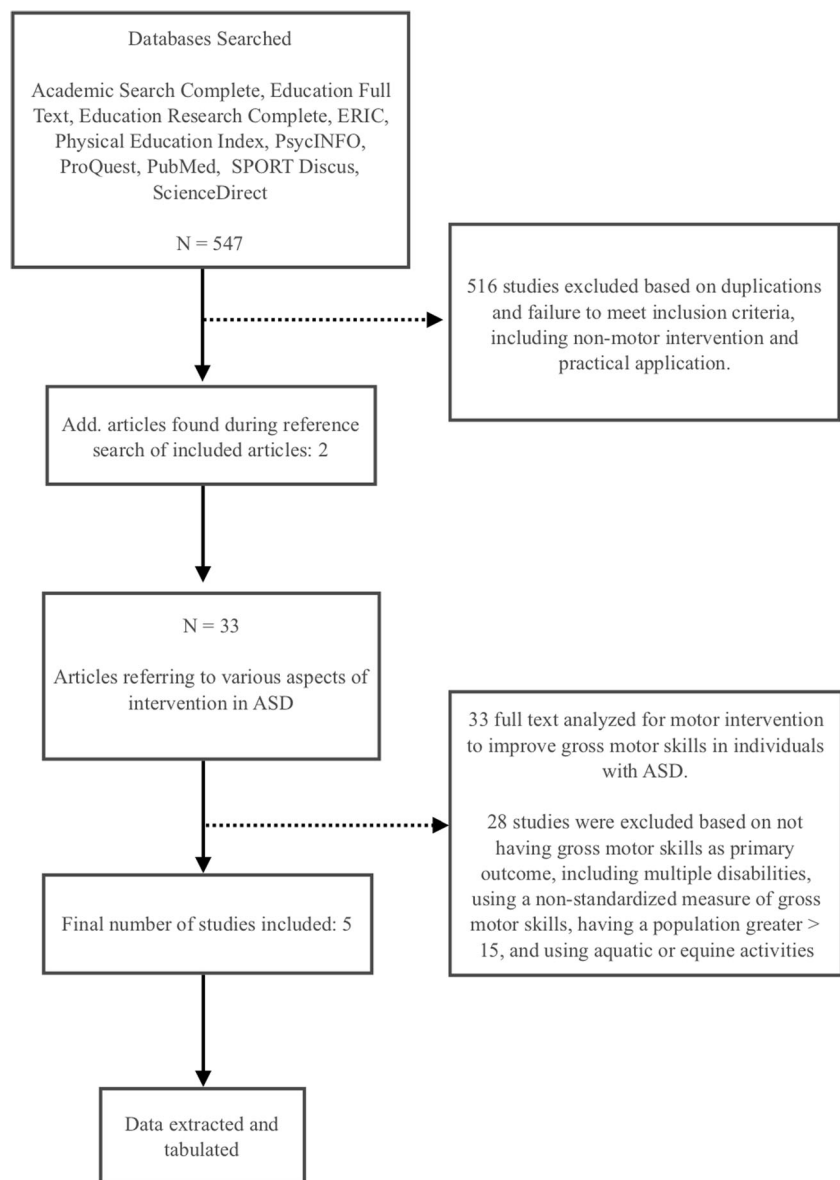 Databases Searched
Academic Search Complete, Education Full
Text, Education Research Complete, ERIC,
Physical Education Index, PsycINFO,
ProQuest, PubMed, SPORT Discus,
ScienceDirect
N = 547
516 studies excluded based on duplications
and failure to meet inclusion criteria,
including non-motor intervention and
practical application.
Add. articles found during reference
search of included articles: 2
N = 33
Articles referring to various aspects of
intervention in ASD
33 full text analyzed for motor intervention
to improve gross motor skills in individuals
with ASD.
28 studies were excluded based on not
having gross motor skills as primary
outcome, including multiple disabilities,
using a non-standardized measure of gross
motor skills, having a population greater >
15, and using aquatic or equine activities
Final number of studies included: 5
Data extracted and
tabulated